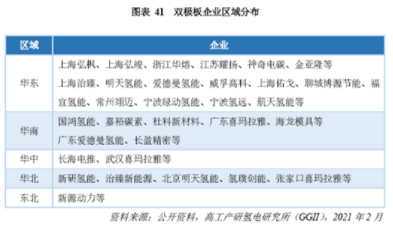 图表 41 双极板企业区域分布
区域 企业
上海弘枫、上海弘竣、浙江华熔、江苏耀扬、神奇电碳、金亚隆等
华东 上海治臻、明天氢能、爱德曼氢能、威孚高科、上海佑戈、聊城博源节能、福
宜氢能、常州翊迈、宁波绿动氢能、宁波氢远、航天氢能等
华南 国鸿氢能、嘉裕碳素、杜科新材料、广东喜玛拉雅、海龙模具等
广东爱德曼氢能、长盈精密等
华中 长海电推、武汉喜玛拉雅等
华北 新研氢能、治臻新能源、北京明天氢能、氢璞创能、张家口喜玛拉雅等
东北 新源动力等
资料来源：公开资料，高工产研氢电研究所（GGII），2021 年 2 月